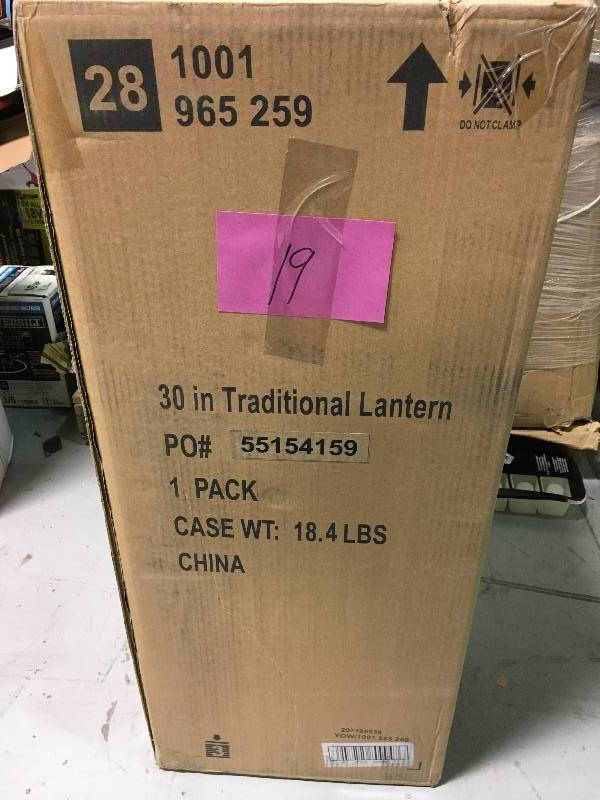 28
1001
965 259
DO NOT CLAMP
19
30 in Traditional Lantern
PO# 55154159
1 PACK
CASE WT: 18.4 LBS
CHINA
3